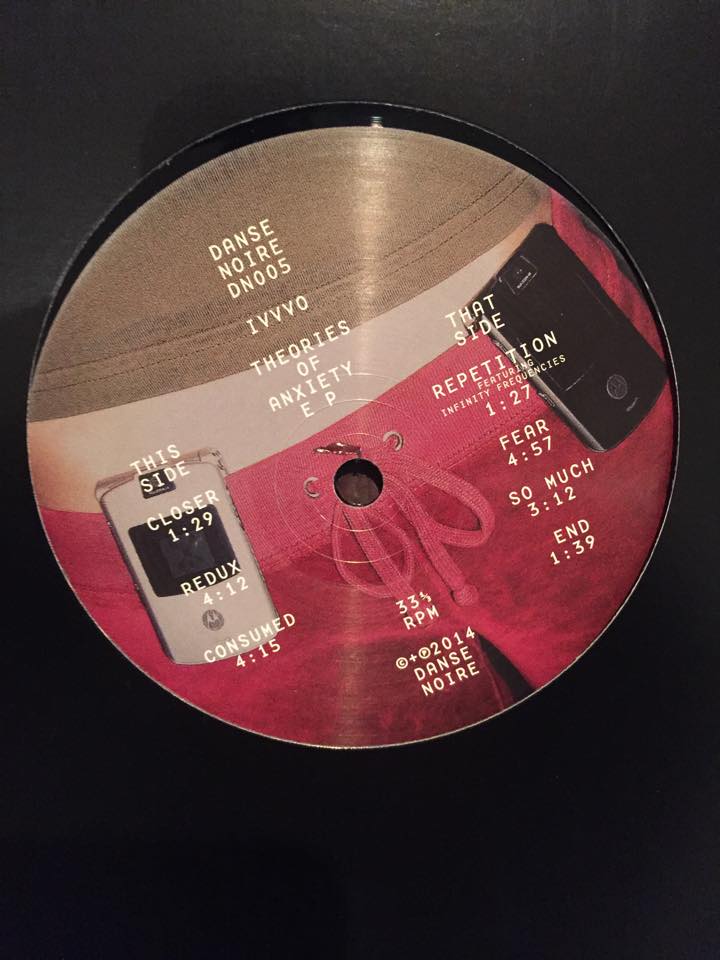 DANSE
NOIRE
DN005
IVVVO
THEORIES
OF
ANXIETY
E P
THIS
SIDE
CLOSER
1:29
REDUX
4:12
CONSUMED
4:15
THAT
SIDE
REPETITION
FEATURING
INFINITY FREQUENCIES
1:27
FEAR
4:57
SO MUCH
3:12
END
1:39
33⅓
RPM
©+℗2014
DANSE
NOIRE